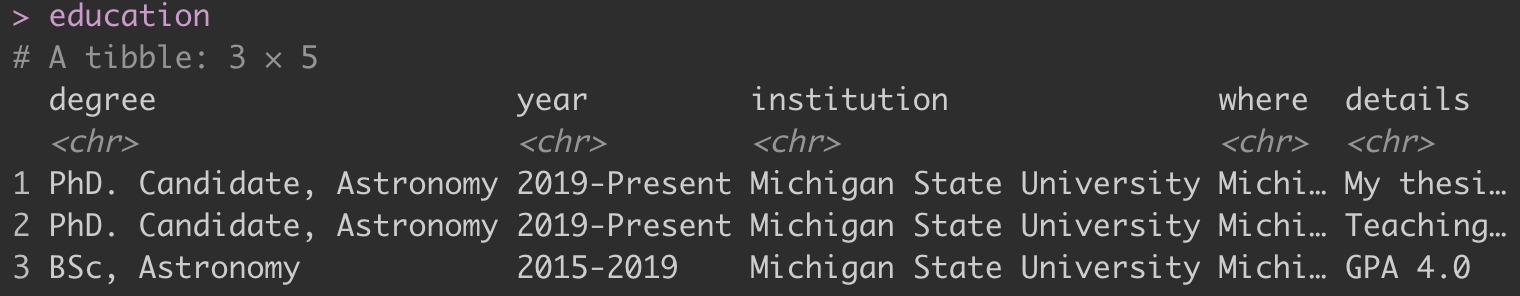 > education
# A tibble: 3 × 5
degree year institution where details
<chr> <chr> <chr> <chr> <chr>
1 PhD. Candidate, Astronomy 2019-Present Michigan State University Michi… My thesi…
2 PhD. Candidate, Astronomy 2019-Present Michigan State University Michi… Teaching…
3 BSc, Astronomy 2015-2019 Michigan State University Michi… GPA 4.0